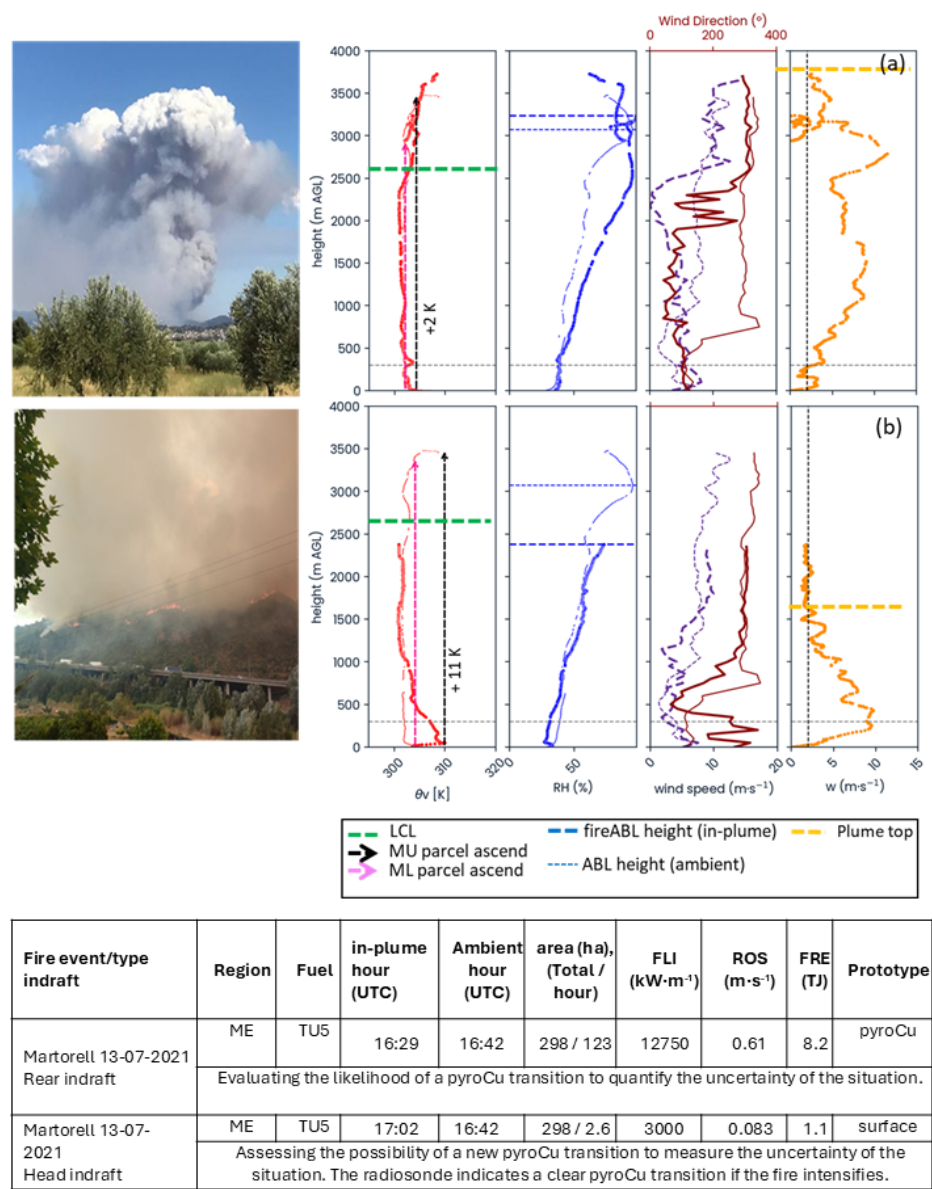 Wind Direction (°)
0 200 400
4000
3500
3000
2500
2000
1500
1000
500
0
height (m AGL)
+2 K
(a)
4000
3500
3000
2500
2000
1500
1000
500
0
height (m AGL)
+ 11 K
(b)
300 310 320
θv [K]
0 50
RH (%)
0 10 20
wind speed (m·s⁻¹)
0 5 10 15
w (m·s⁻¹)
LCL
MU parcel ascend
ML parcel ascend
fireABL height (in-plume)
ABL height (ambient)
Plume top
Fire event/type indraft Region Fuel in-plume hour (UTC) Ambient hour (UTC) area (ha), (Total / hour) FLI (kW·m⁻¹) ROS (m·s⁻¹) FRE (TJ) Prototype
Martorell 13-07-2021
Rear indraft
ME TU5 16:29 16:42 298 / 123 12750 0.61 8.2 pyroCu
Evaluating the likelihood of a pyroCu transition to quantify the uncertainty of the situation.
Martorell 13-07-
2021
Head indraft
ME TU5 17:02 16:42 298 / 2.6 3000 0.083 1.1 surface
Assessing the possibility of a new pyroCu transition to measure the uncertainty of the
situation. The radiosonde indicates a clear pyroCu transition if the fire intensifies.